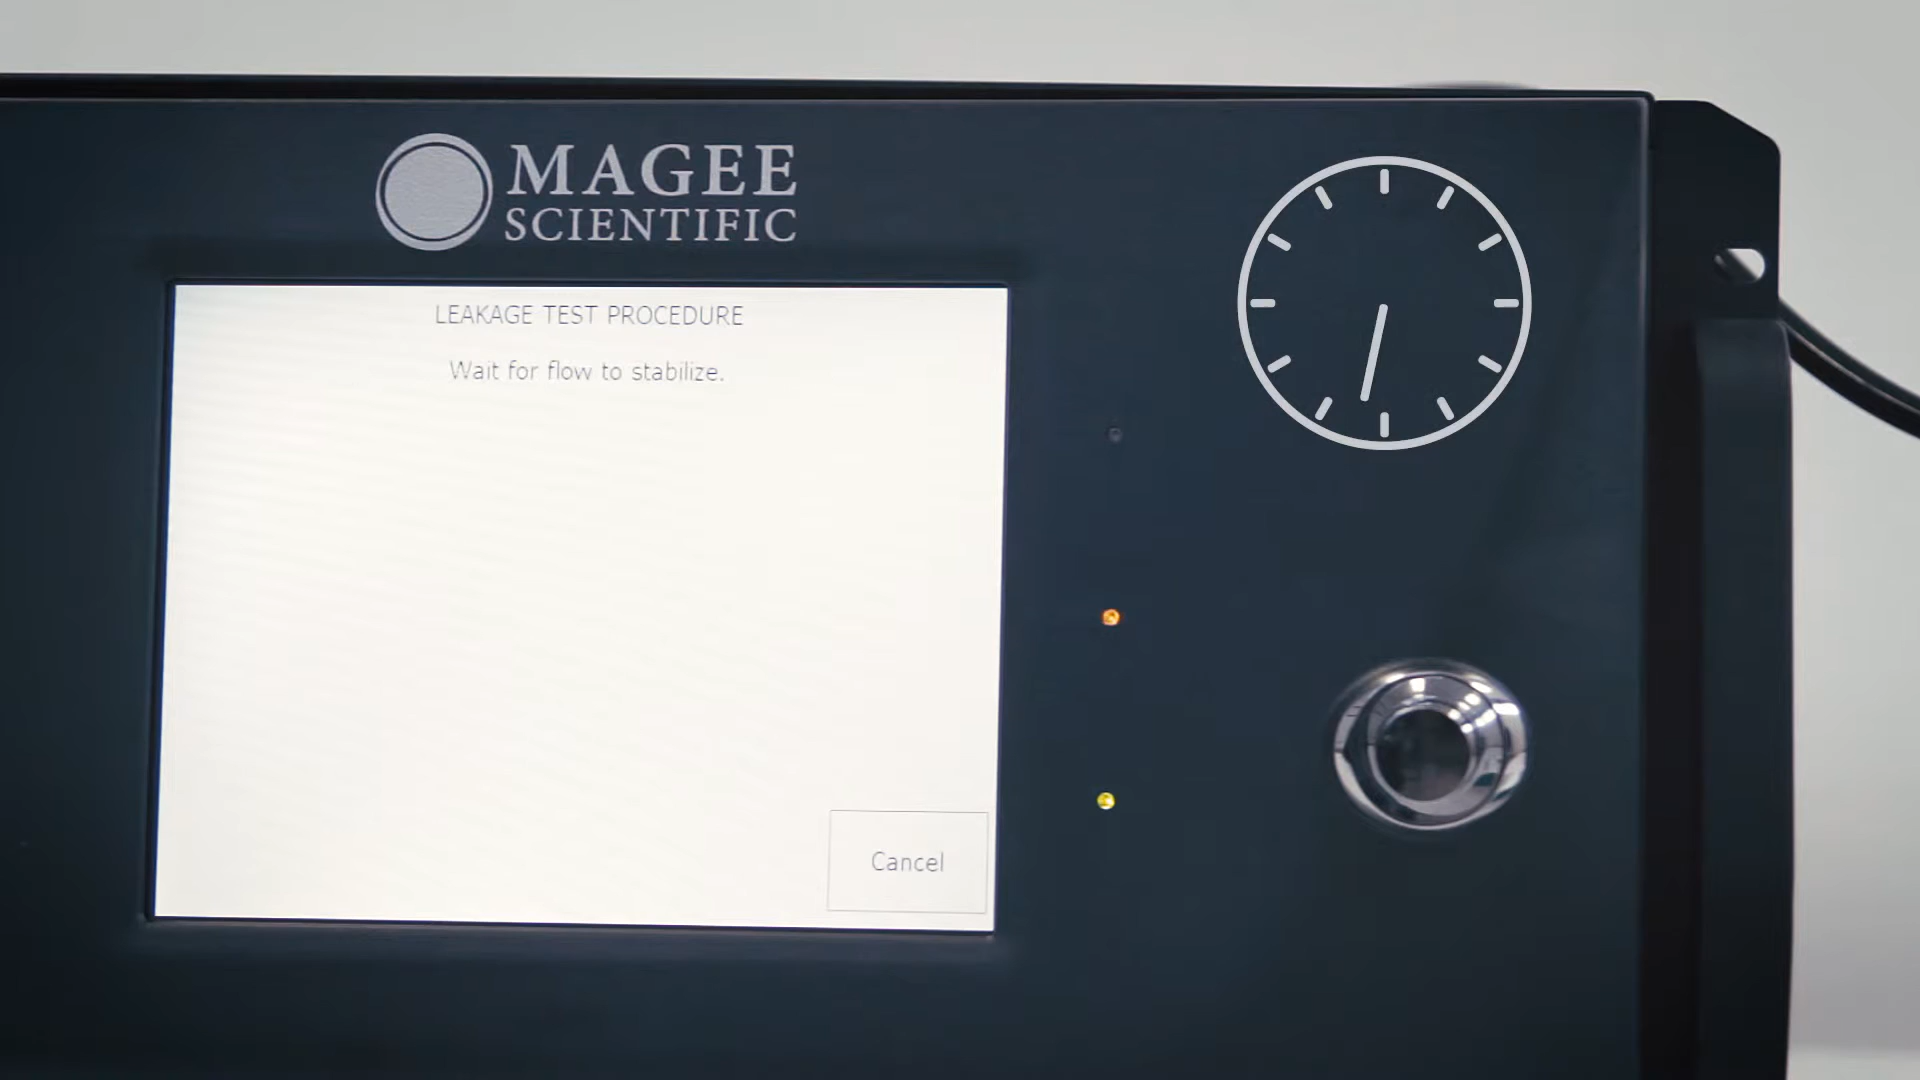 MAGEE
SCIENTIFIC
LEAKAGE TEST PROCEDURE
Wait for flow to stabilize.
Cancel